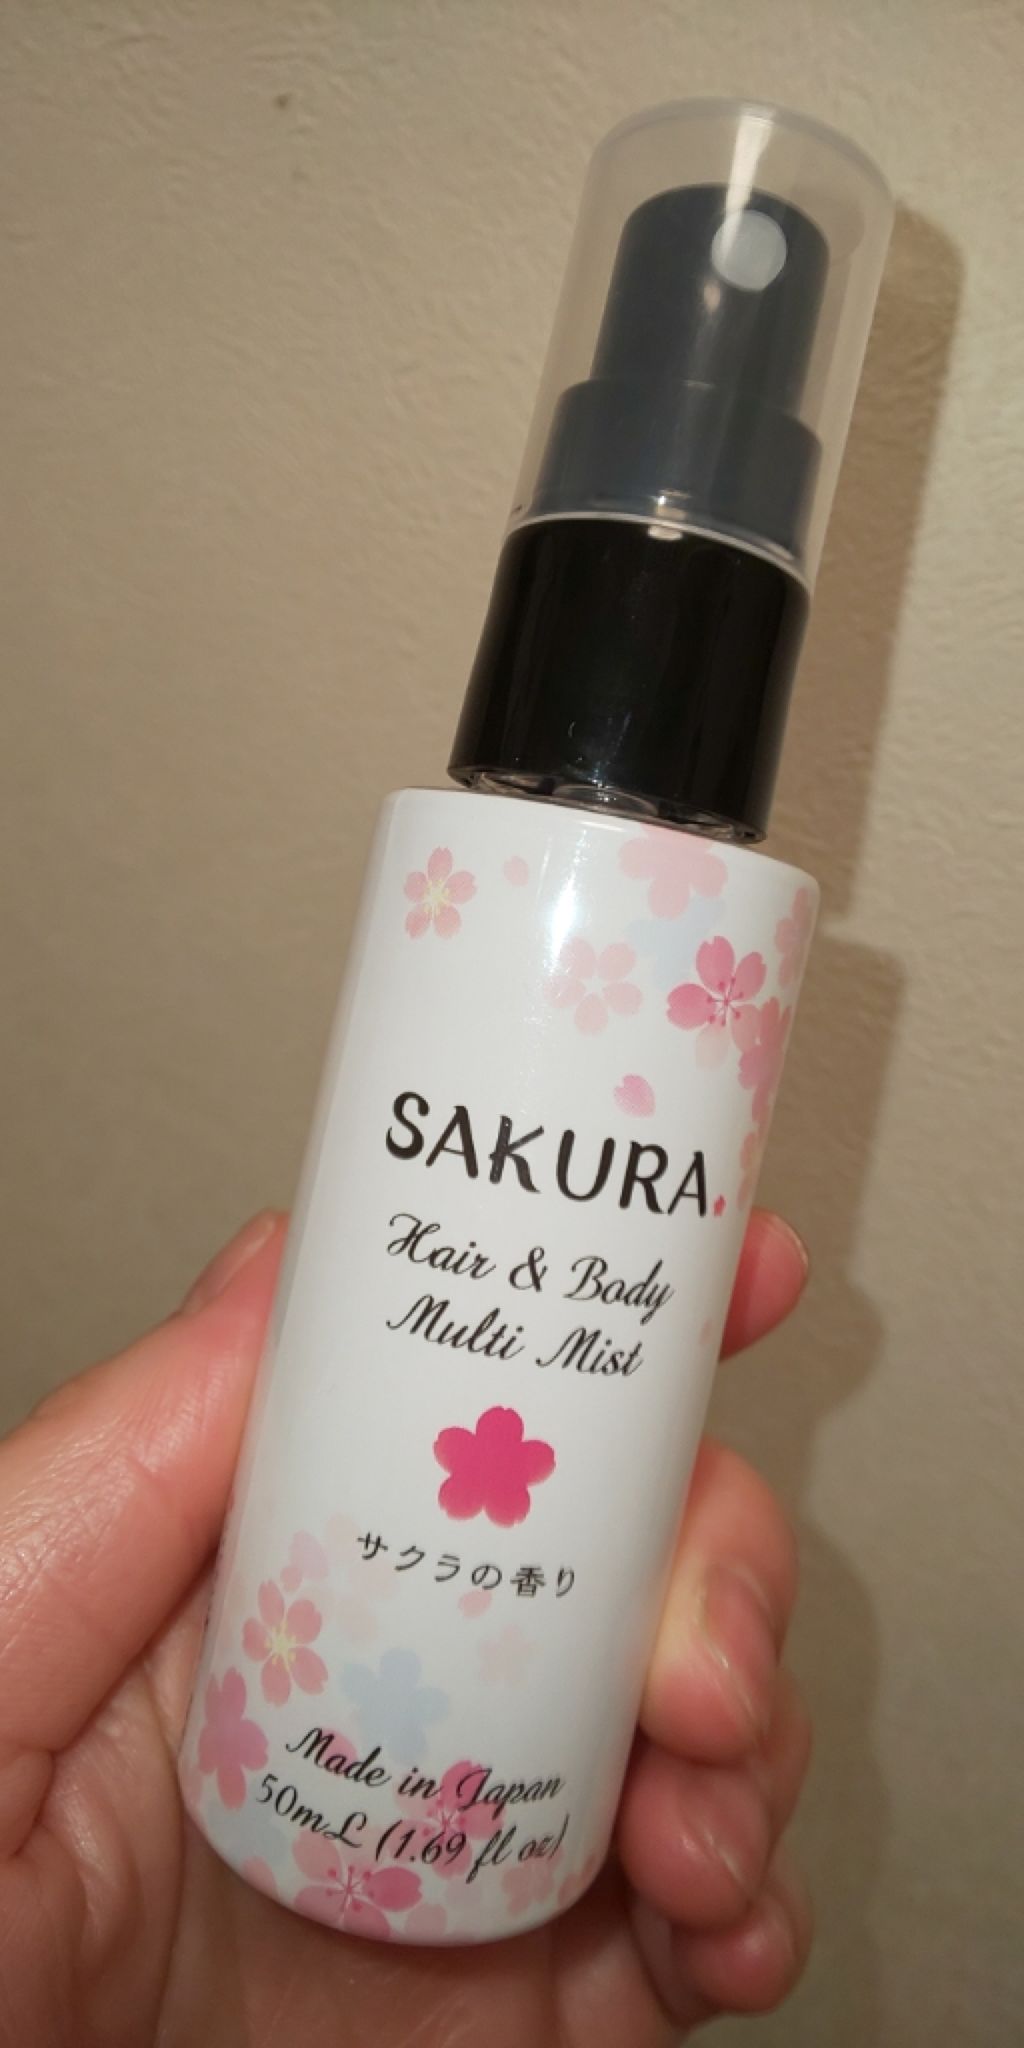 SAKURA.
Hair & Body
Multi Mist
サクラの香り
Made in Japan
50mL (1.69 fl oz)